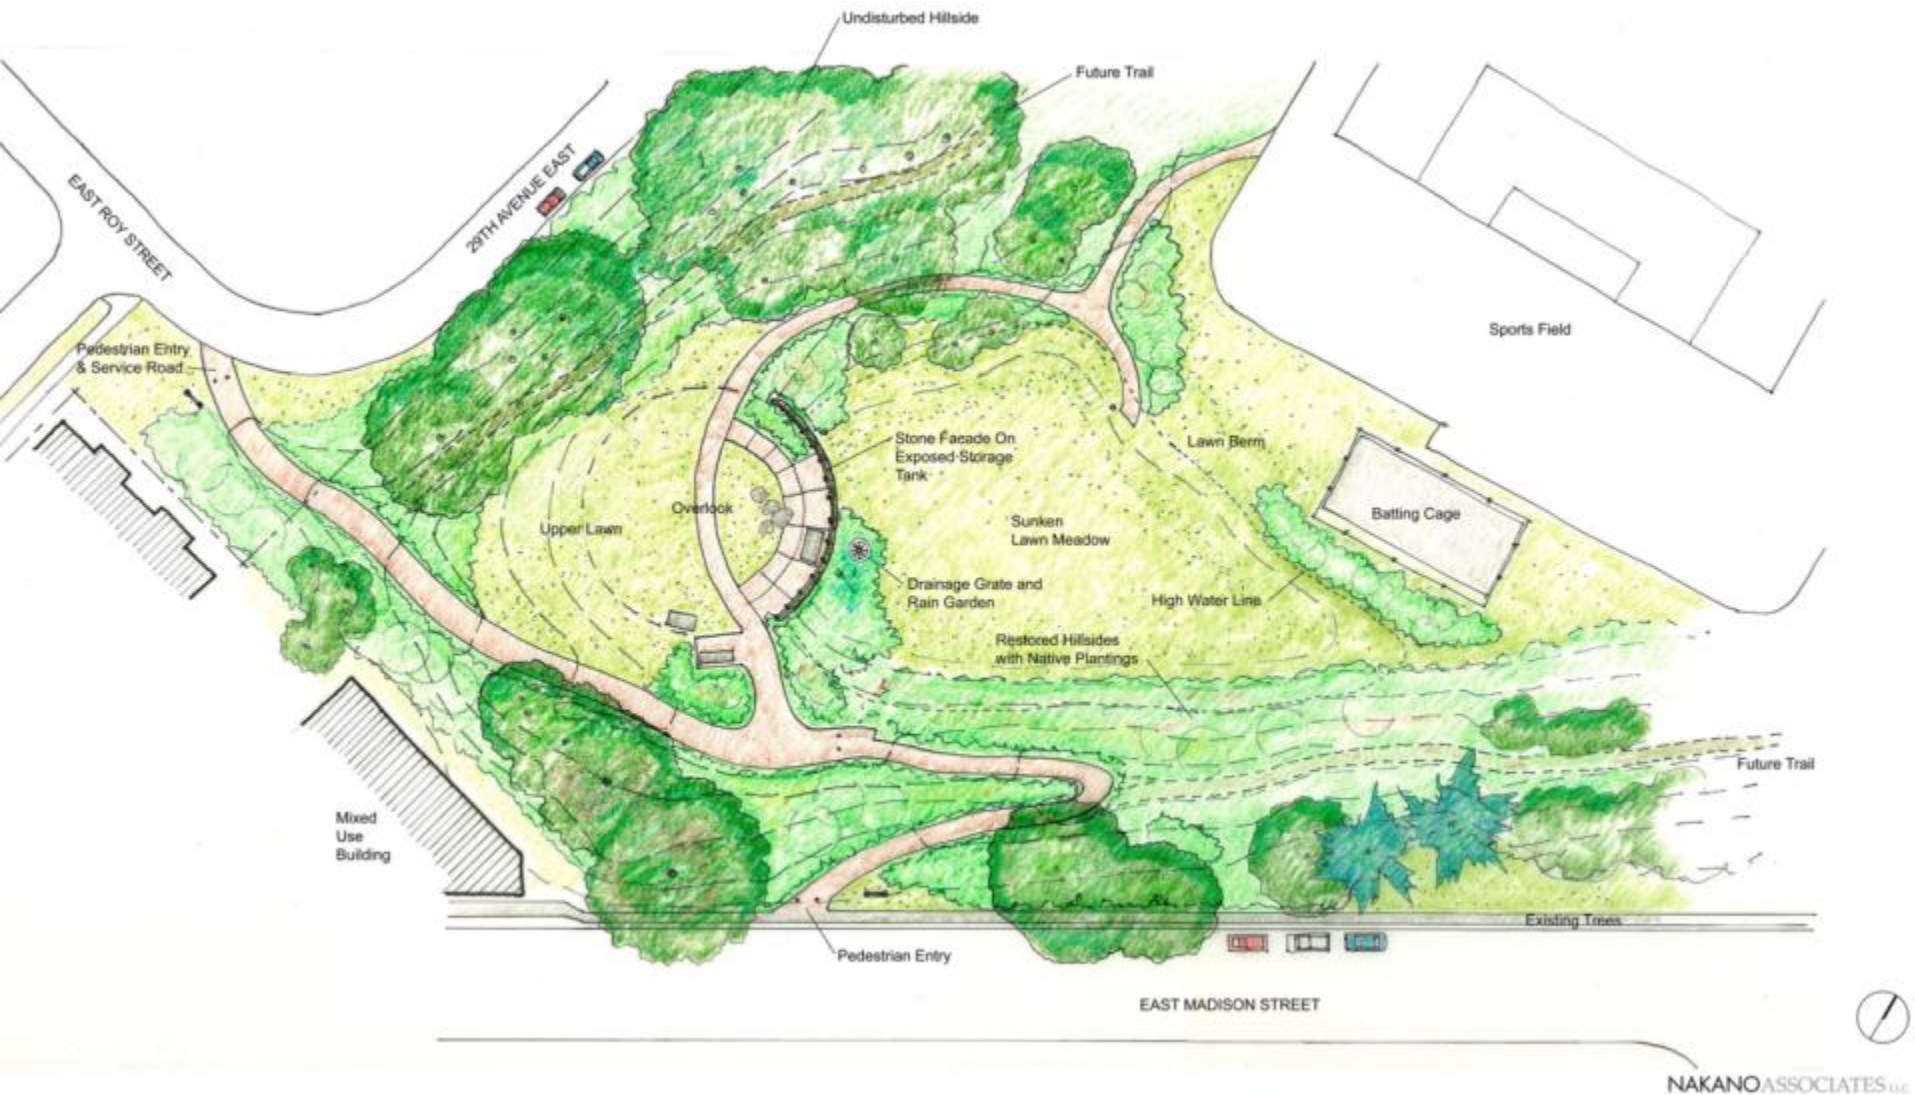 Undisturbed Hillside
Future Trail
29TH AVENUE EAST
EAST ROY STREET
Sports Field
Pedestrian Entry
& Service Road
Stone Facade On
Exposed Storage
Tank
Lawn Berm
Overlook
Upper Lawn
Batting Cage
Sunken
Lawn Meadow
Drainage Grate and
Rain Garden
High Water Line
Restored Hillsides
with Native Plantings
Future Trail
Mixed
Use
Building
Existing Trees
Pedestrian Entry
EAST MADISON STREET
NAKANO ASSOCIATES LLC